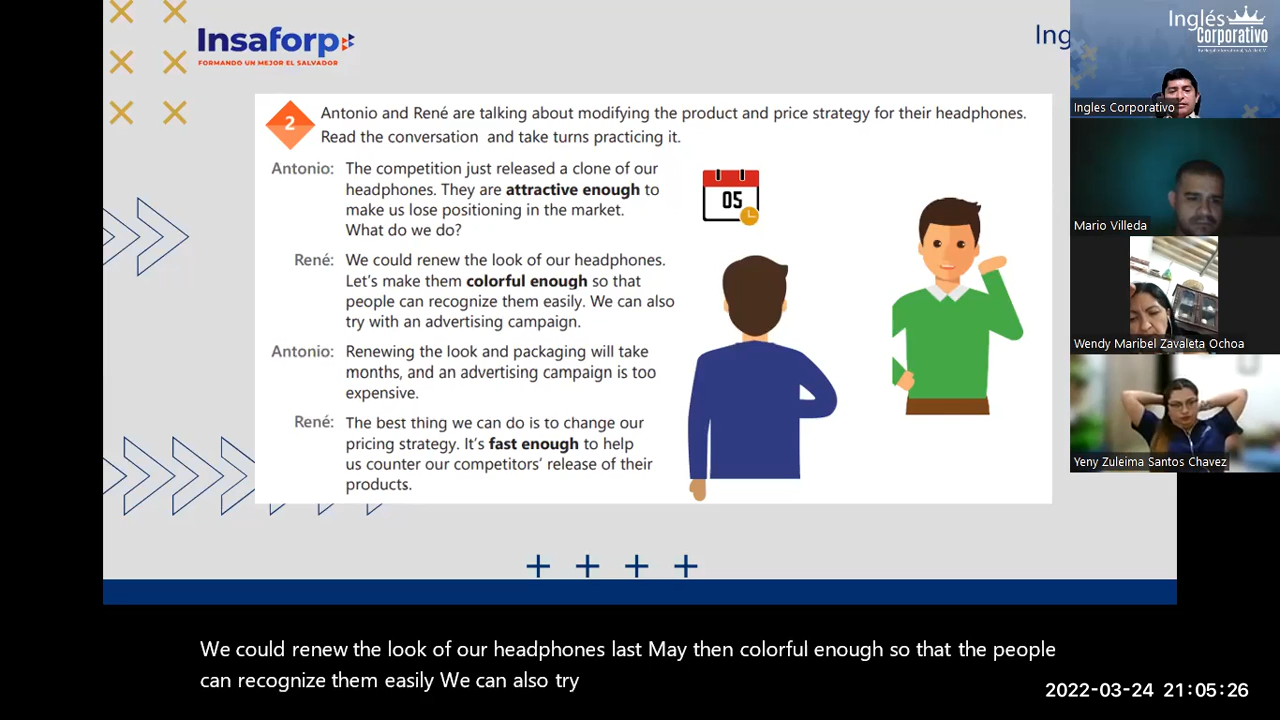 Insaforp
FORMANDO UN MEJOR EL SALVADOR
Ing
Inglés
Corporativo
Ingles Corporativo
Mario Villeda
Wendy Maribel Zavaleta Ochoa
Yeny Zuleima Santos Chavez
2
Antonio and René are talking about modifying the product and price strategy for their headphones.
Read the conversation and take turns practicing it.
Antonio: The competition just released a clone of our
headphones. They are attractive enough to
make us lose positioning in the market.
What do we do?
05
René: We could renew the look of our headphones.
Let's make them colorful enough so that
people can recognize them easily. We can also
try with an advertising campaign.
Antonio: Renewing the look and packaging will take
months, and an advertising campaign is too
expensive.
René: The best thing we can do is to change our
pricing strategy. It's fast enough to help
us counter our competitors' release of their
products.
We could renew the look of our headphones last May then colorful enough so that the people
can recognize them easily We can also try
2022-03-24 21:05:26